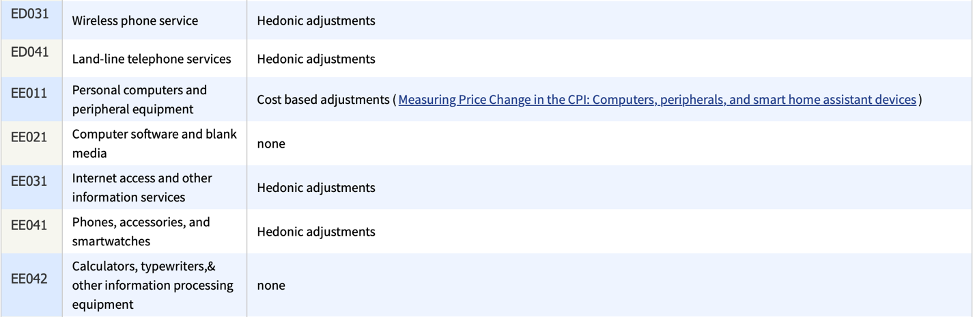 ED031 Wireless phone service Hedonic adjustments
ED041 Land-line telephone services Hedonic adjustments
EE011 Personal computers and
peripheral equipment Cost based adjustments (Measuring Price Change in the CPI: Computers, peripherals, and smart home assistant devices)
EE021 Computer software and blank
media none
EE031 Internet access and other
information services Hedonic adjustments
EE041 Phones, accessories, and
smartwatches Hedonic adjustments
EE042 Calculators, typewriters,&
other information processing
equipment none